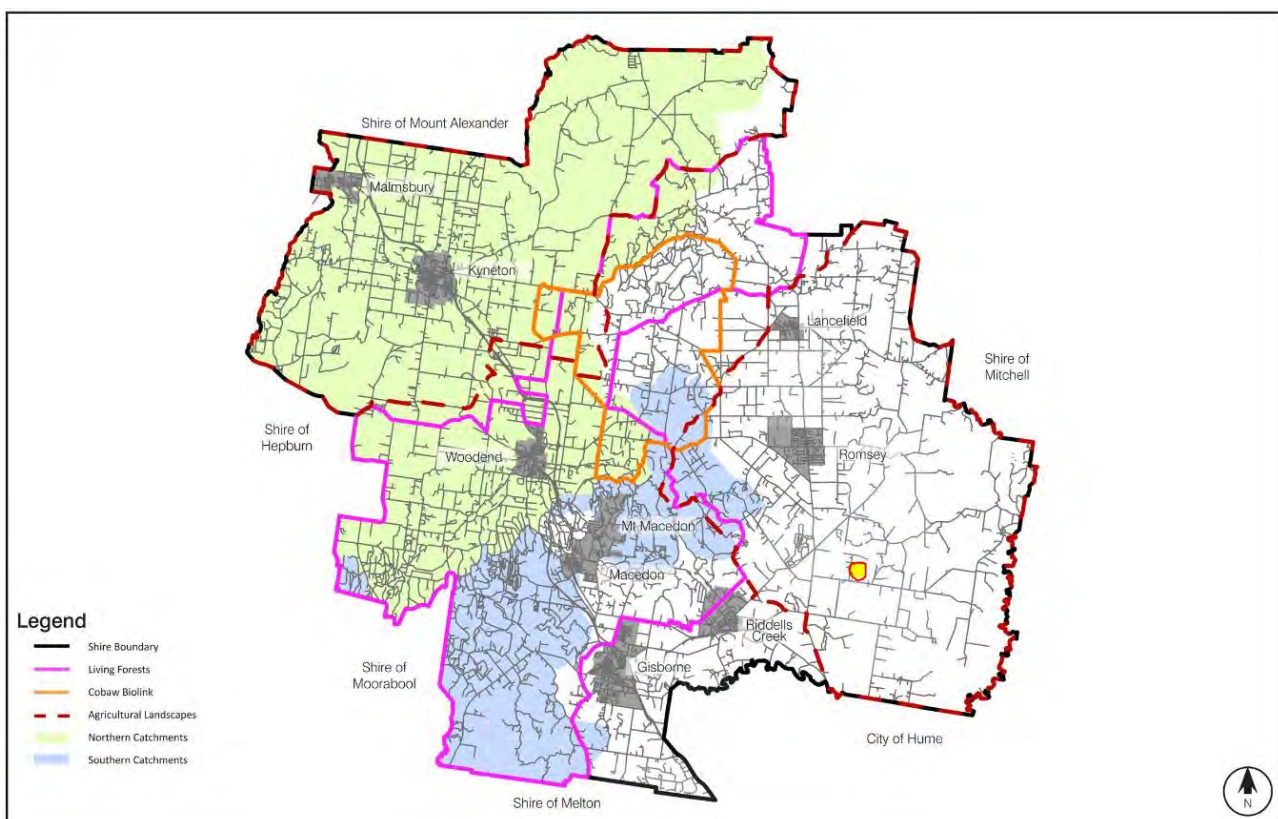 Shire of Mount Alexander
Malmsbury
Kyneton
Lancefield
Shire of
Mitchell
Shire of
Hepburn
Woodend
Romsey
Mt Macedon
Macedon
Riddells
Creek
Gisborne
Shire of
Moorabool
City of Hume
Shire of Melton
Legend
Shire Boundary
Living Forests
Cobaw Biolink
Agricultural Landscapes
Northern Catchments
Southern Catchments
N